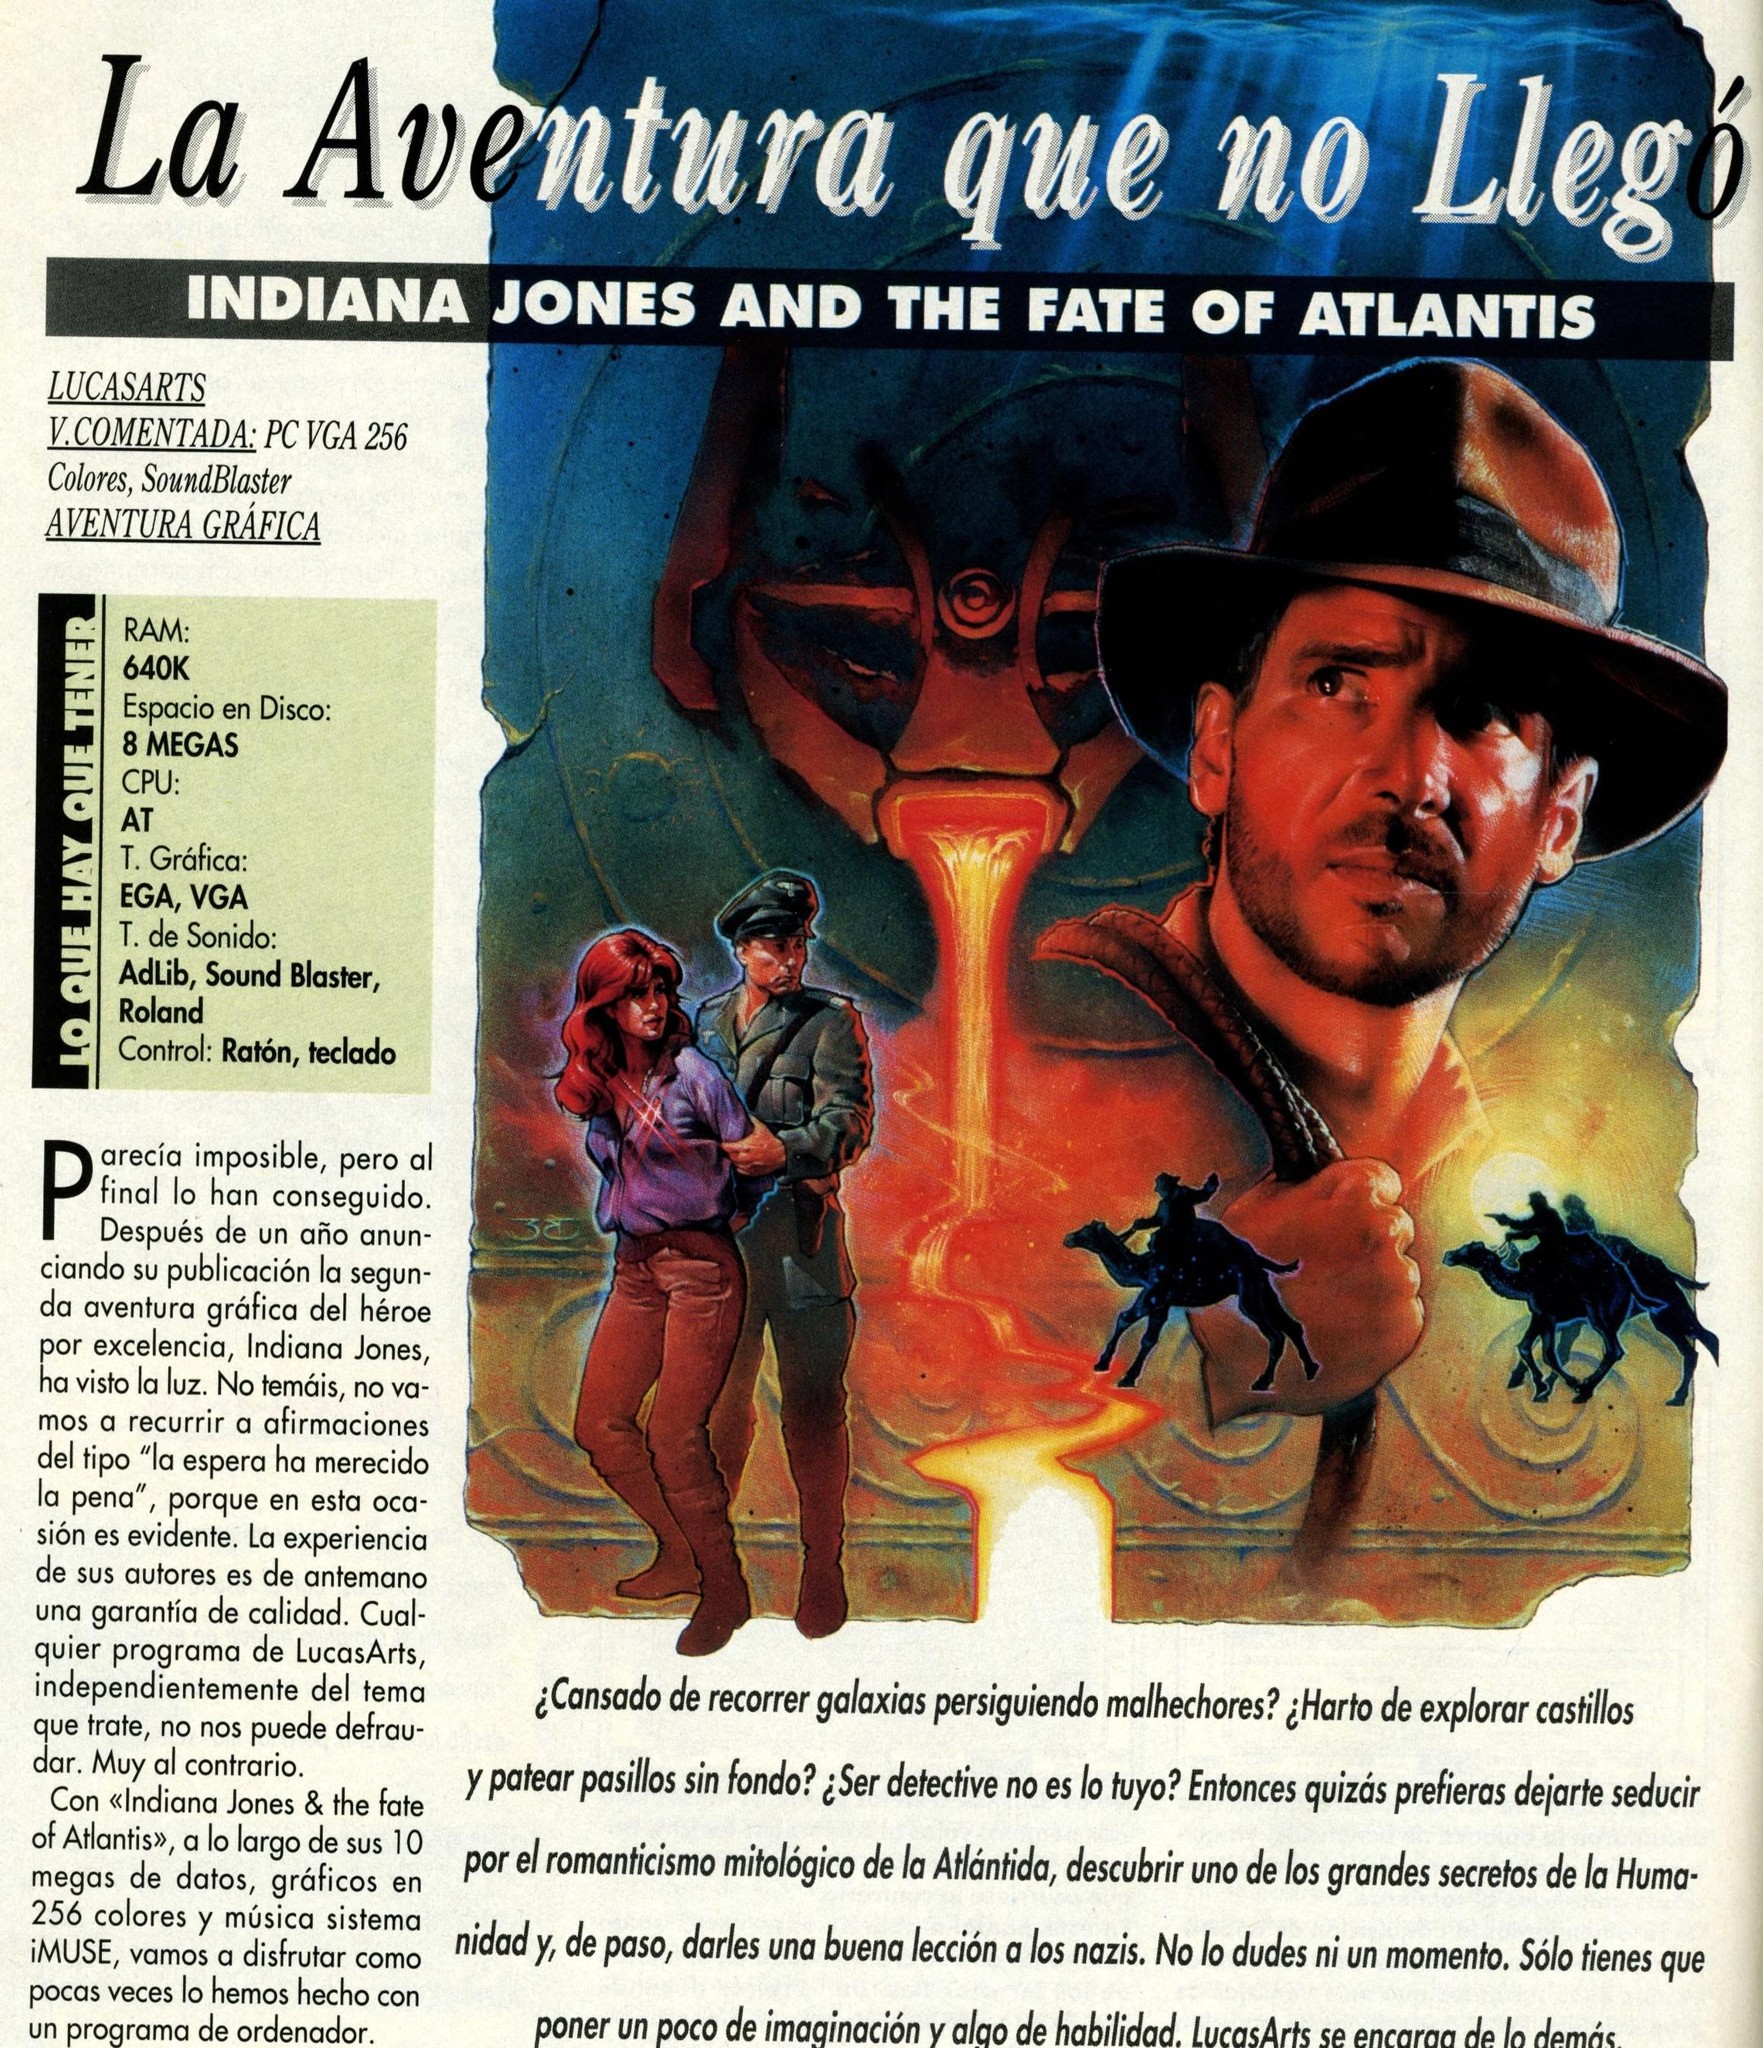 La Aventura que no Llegó
INDIANA JONES AND THE FATE OF ATLANTIS
LUCASARTS
V.COMENTADA: PC VGA 256
Colores, SoundBlaster
AVENTURA GRÁFICA
LO QUE HAY QUE TENER
RAM:
640K
Espacio en Disco:
8 MEGAS
CPU:
AT
T. Gráfica:
EGA, VGA
T. de Sonido:
AdLib, Sound Blaster,
Roland
Control: Ratón, teclado
Parecía imposible, pero al
final lo han conseguido.
Después de un año anun-
ciando su publicación la segun-
da aventura gráfica del héroe
por excelencia, Indiana Jones,
ha visto la luz. No temáis, no va-
mos a recurrir a afirmaciones
del tipo “la espera ha merecido
la pena”, porque en esta oca-
sión es evidente. La experiencia
de sus autores es de antemano
una garantía de calidad. Cual-
quier programa de LucasArts,
independientemente del tema
que trate, no nos puede defrau-
dar. Muy al contrario.
Con «Indiana Jones & the fate
of Atlantis», a lo largo de sus 10
megas de datos, gráficos en
256 colores y música sistema
iMUSE, vamos a disfrutar como
pocas veces lo hemos hecho con
un programa de ordenador.
¿Cansado de recorrer galaxias persiguiendo malhechores? ¿Harto de explorar castillos
y patear pasillos sin fondo? ¿Ser detective no es lo tuyo? Entonces quizás prefieras dejarte seducir
por el romanticismo mitológico de la Atlántida, descubrir uno de los grandes secretos de la Huma-
nidad y, de paso, darles una buena lección a los nazis. No lo dudes ni un momento. Sólo tienes que
poner un poco de imaginación y algo de habilidad. LucasArts se encarga de lo demás.